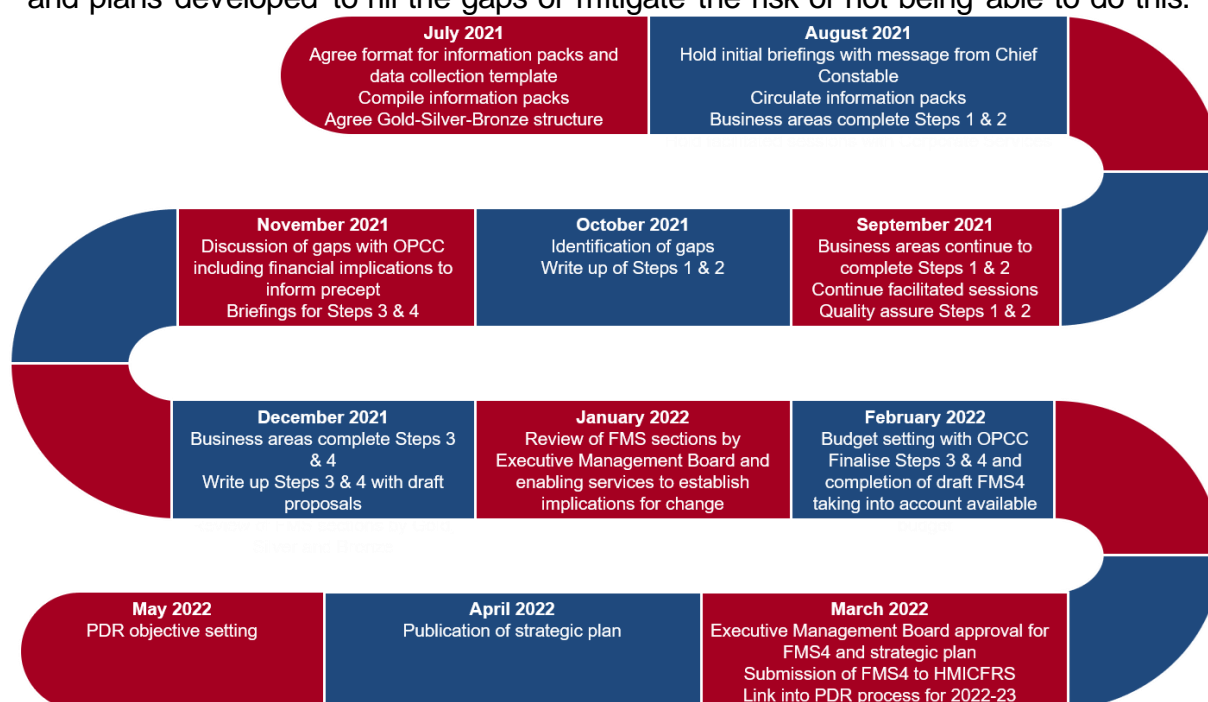 and plans developed to fill the gaps or mitigate the risk of not being able to do this.
July 2021
Agree format for information packs and
data collection template
Compile information packs
Agree Gold-Silver-Bronze structure
August 2021
Hold initial briefings with message from Chief
Constable
Circulate information packs
Business areas complete Steps 1 & 2
September 2021
Business areas continue to
complete Steps 1 & 2
Continue facilitated sessions
Quality assure Steps 1 & 2
October 2021
Identification of gaps
Write up of Steps 1 & 2
November 2021
Discussion of gaps with OPCC
including financial implications to
inform precept
Briefings for Steps 3 & 4
December 2021
Business areas complete Steps 3
& 4
Write up Steps 3 & 4 with draft
proposals
January 2022
Review of FMS sections by
Executive Management Board and
enabling services to establish
implications for change
February 2022
Budget setting with OPCC
Finalise Steps 3 & 4 and
completion of draft FMS4
taking into account available
March 2022
Executive Management Board approval for
FMS4 and strategic plan
Submission of FMS4 to HMICFRS
Link into PDR process for 2022-23
April 2022
Publication of strategic plan
May 2022
PDR objective setting